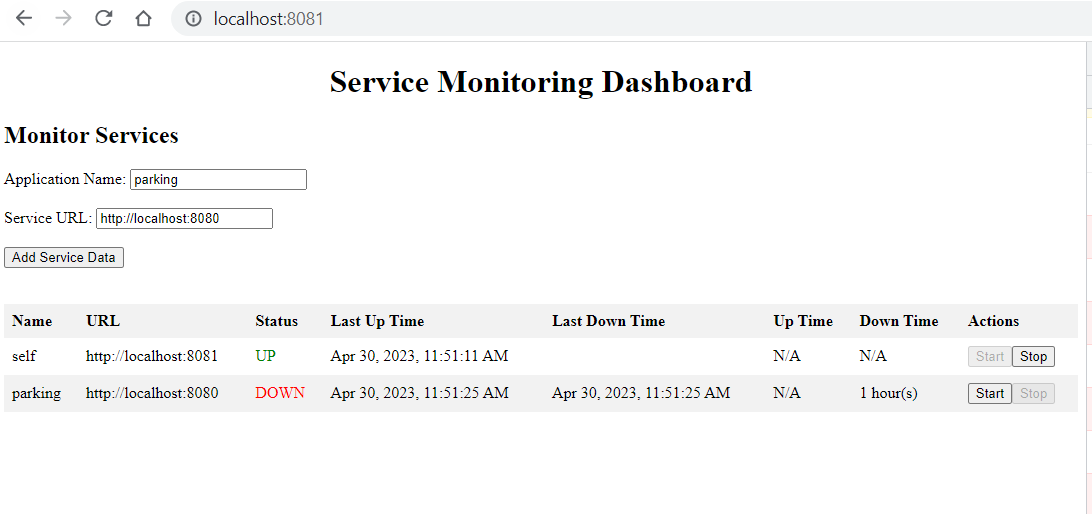 localhost:8081
Service Monitoring Dashboard
Monitor Services
Application Name: parking
Service URL: http://localhost:8080
Add Service Data
Name URL Status Last Up Time Last Down Time Up Time Down Time Actions
self http://localhost:8081 UP Apr 30, 2023, 11:51:11 AM N/A N/A Start Stop
parking http://localhost:8080 DOWN Apr 30, 2023, 11:51:25 AM Apr 30, 2023, 11:51:25 AM N/A 1 hour(s) Start Stop